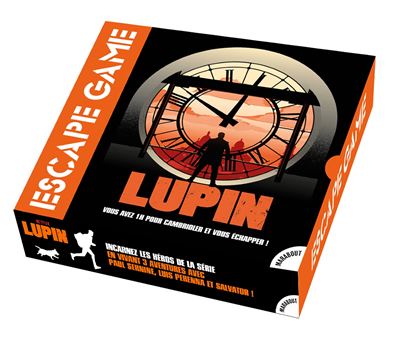 ESCAPE GAME
LUPIN
VOUS AVEZ 1H POUR CAMBRIOLER ET VOUS ÉCHAPPER !
MARABOUT
NETFLIX
LUPIN
INCARNEZ LES HÉROS DE LA SÉRIE
EN VIVANT 3 AVENTURES AVEC
PAUL SERNINE, LUIS PERENNA ET SALVATOR !
MARABOUT
ESCAPE GAME